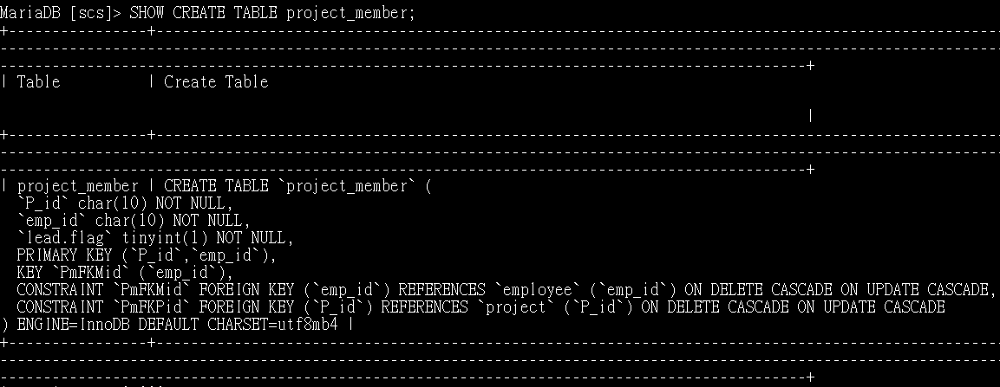 MariaDB [scs]> SHOW CREATE TABLE project_member;
| Table | Create Table
|
| project_member | CREATE TABLE `project_member` (
`P_id` char(10) NOT NULL,
`emp_id` char(10) NOT NULL,
`lead.flag` tinyint(1) NOT NULL,
PRIMARY KEY (`P_id`,`emp_id`),
KEY `PmFKMid` (`emp_id`),
CONSTRAINT `PmFKMid` FOREIGN KEY (`emp_id`) REFERENCES `employee` (`emp_id`) ON DELETE CASCADE ON UPDATE CASCADE,
CONSTRAINT `PmFKPid` FOREIGN KEY (`P_id`) REFERENCES `project` (`P_id`) ON DELETE CASCADE ON UPDATE CASCADE
) ENGINE=InnoDB DEFAULT CHARSET=utf8mb4 |